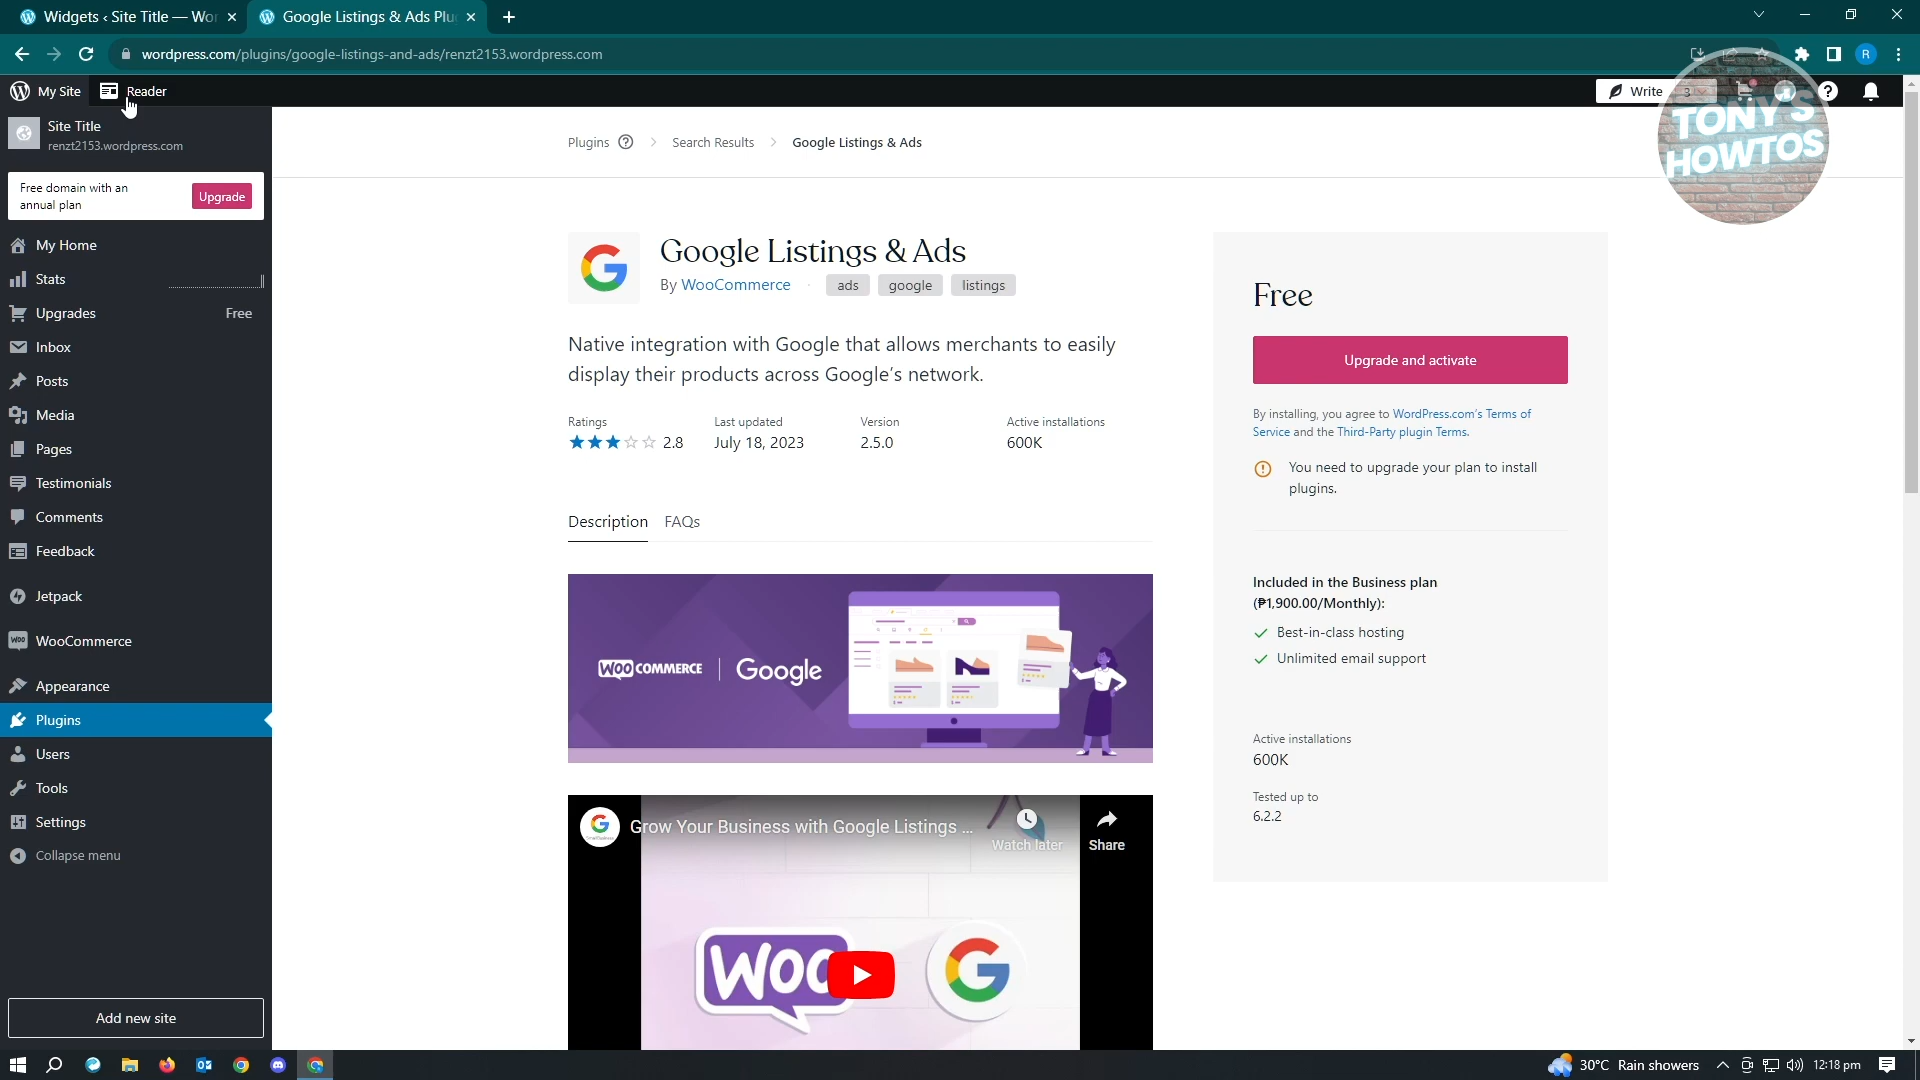 Widgets ‹ Site Title — Wor
Google Listings & Ads Plu
wordpress.com/plugins/google-listings-and-ads/renzt2153.wordpress.com
R
My Site
Reader
Write
3
TONY'S
HOWTOS
Site Title
renzt2153.wordpress.com
Free domain with an
annual plan
Upgrade
My Home
Stats
Upgrades
Free
Inbox
Posts
Media
Pages
Testimonials
Comments
Feedback
Jetpack
WooCommerce
Appearance
Plugins
Users
Tools
Settings
Collapse menu
Add new site
Plugins
Search Results
Google Listings & Ads
Google Listings & Ads
By WooCommerce · ads google listings
Native integration with Google that allows merchants to easily
display their products across Google's network.
Ratings
2.8
Last updated
July 18, 2023
Version
2.5.0
Active installations
600K
Description
FAQs
WOO COMMERCE | Google
Grow Your Business with Google Listings ...
Watch later
Share
Woo
Free
Upgrade and activate
By installing, you agree to WordPress.com's Terms of
Service and the Third-Party plugin Terms.
You need to upgrade your plan to install
plugins.
Included in the Business plan
(₱1,900.00/Monthly):
Best-in-class hosting
Unlimited email support
Active installations
600K
Tested up to
6.2.2
30°C Rain showers
12:18 pm